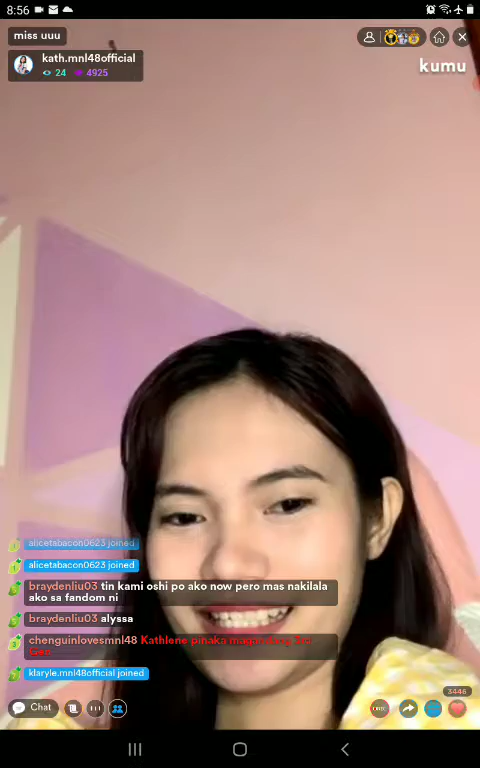 8:56
miss uuu
kath.mnl48official
24 4925
kumu
alicetabacon0623 joined
alicetabacon0623 joined
braydenliu03 tin kami oshi po ako now pero mas nakilala
ako sa fandom ni
braydenliu03 alyssa
chenguinlovesmnl48 Kathlene pinaka maganda sa 3rd
Gen
klaryle.mnl48official joined
3446
Chat